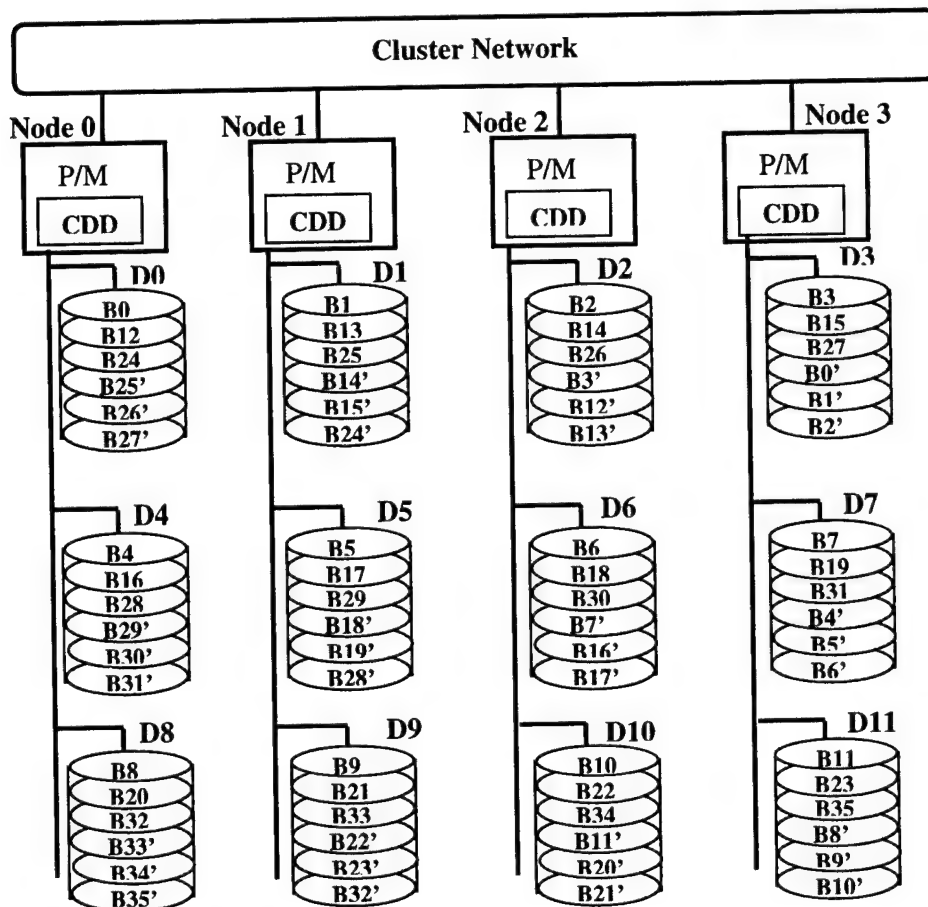 Cluster Network
Node 0
Node 1
Node 2
Node 3
P/M
P/M
P/M
P/M
CDD
CDD
CDD
CDD
D0
D1
D2
D3
B0
B12
B24
B25'
B26'
B27'
B1
B13
B25
B14'
B15'
B24'
B2
B14
B26
B3'
B12'
B13'
B3
B15
B27
B0'
B1'
B2'
D4
D5
D6
D7
B4
B16
B28
B29'
B30'
B31'
B5
B17
B29
B18'
B19'
B28'
B6
B18
B30
B7'
B16'
B17'
B7
B19
B31
B4'
B5'
B6'
D8
D9
D10
D11
B8
B20
B32
B33'
B34'
B35'
B9
B21
B33
B22'
B23'
B32'
B10
B22
B34
B11'
B20'
B21'
B11
B23
B35
B8'
B9'
B10'